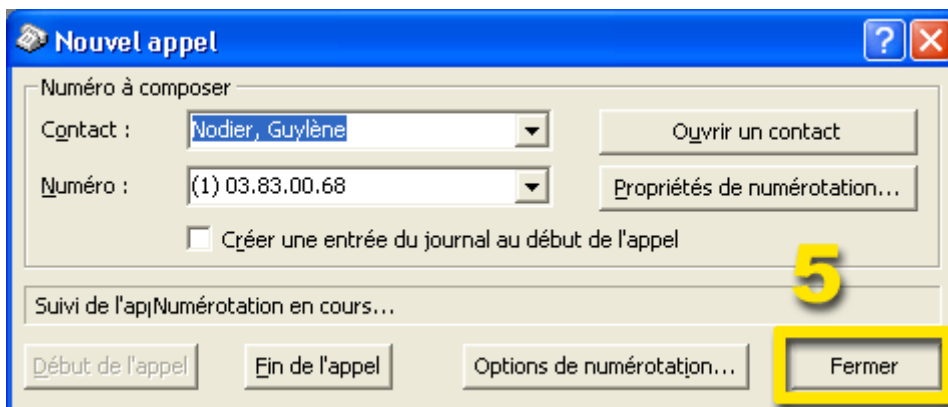 Nouvel appel
Numéro à composer
Contact :
Nodier, Guylène
Ouvrir un contact
Numéro :
(1) 03.83.00.68
Propriétés de numérotation...
Créer une entrée du journal au début de l'appel
5
Suivi de l'ap Numérotation en cours...
Début de l'appel
Fin de l'appel
Options de numérotation...
Fermer